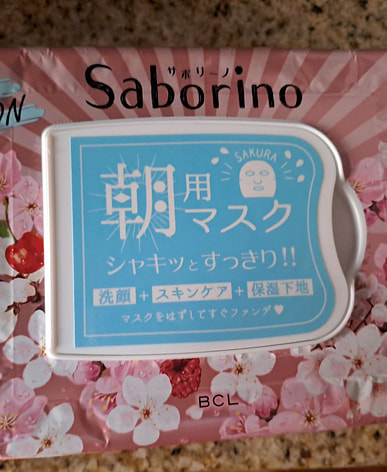 サボリーノ
Saborino
ON
SAKURA
朝用
マスク
シャキッとすっきり!!
洗顔+スキンケア+保湿下地
マスクをはずしてすぐファンデ♥
BCL